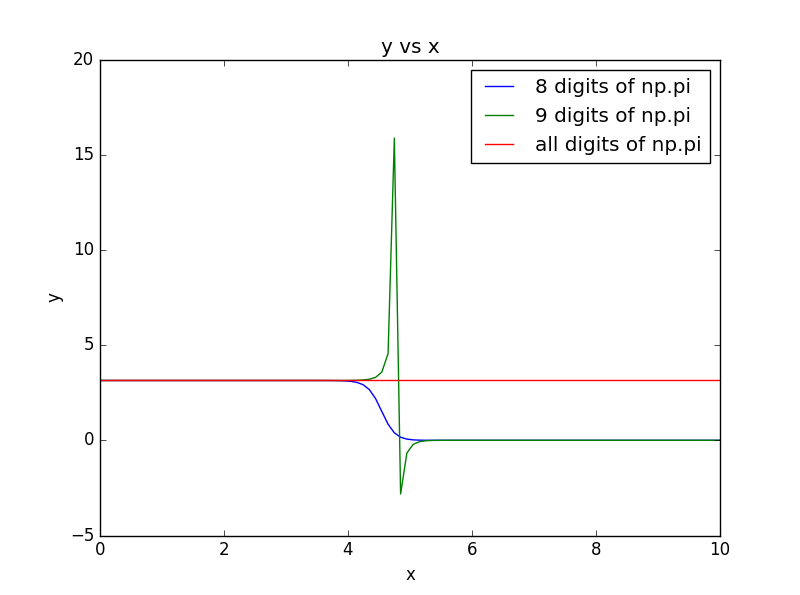 y vs x
8 digits of np.pi
9 digits of np.pi
all digits of np.pi
20
15
10
5
0
−5
y
0 2 4 6 8 10
x